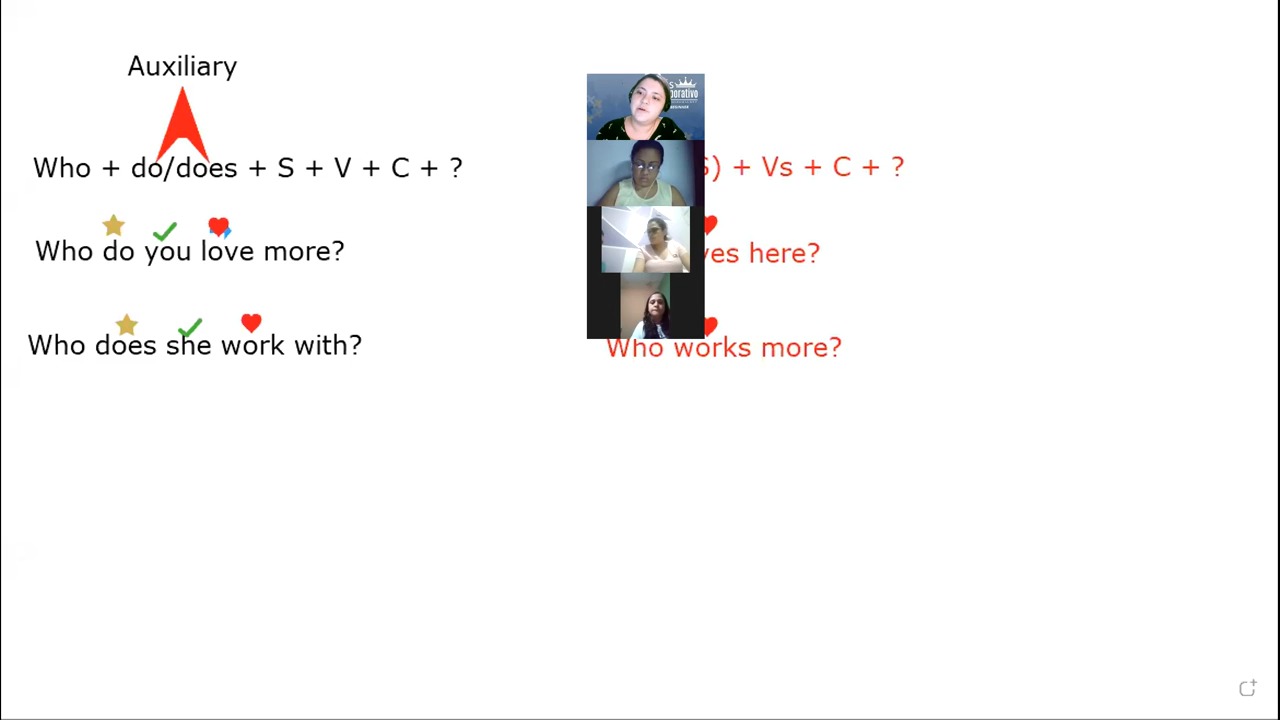 Auxiliary
Who + do/does + S + V + C + ?
Who do you love more?
Who does she work with?
S) + Vs + C + ?
here?
Who works more?